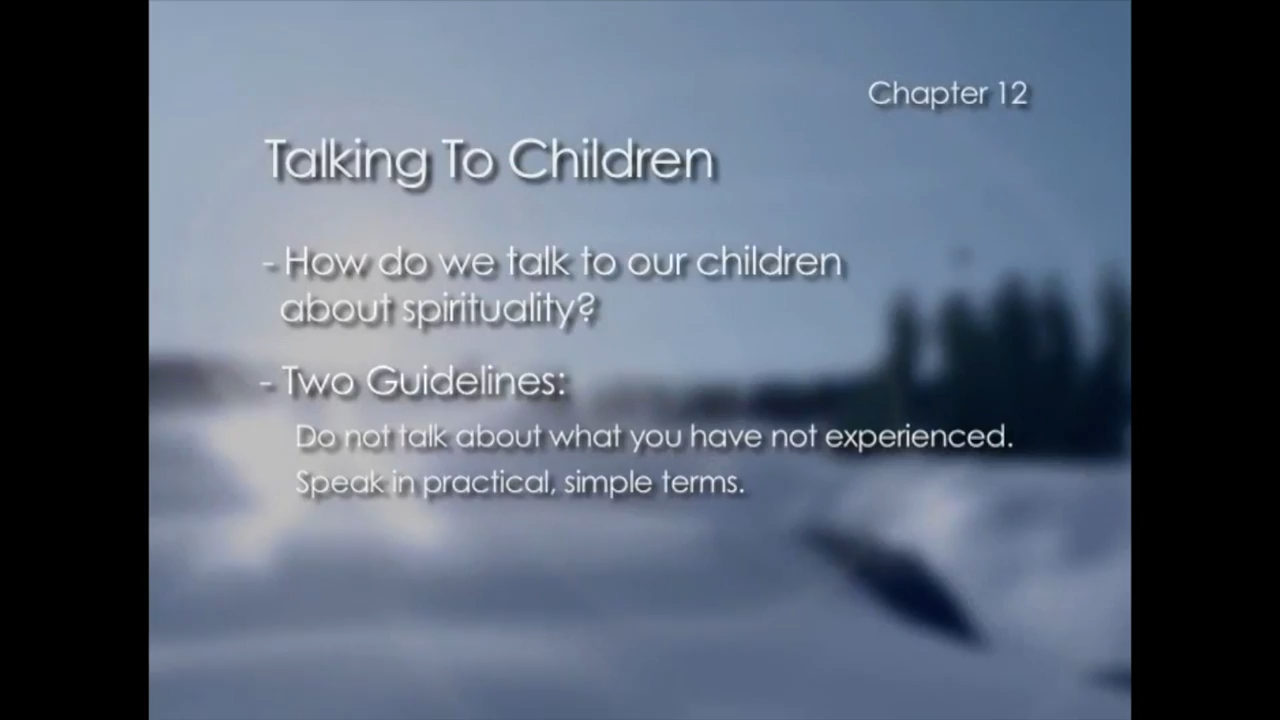 Chapter 12
Talking To Children
- How do we talk to our children
about spirituality?
- Two Guidelines:
Do not talk about what you have not experienced.
Speak in practical, simple terms.